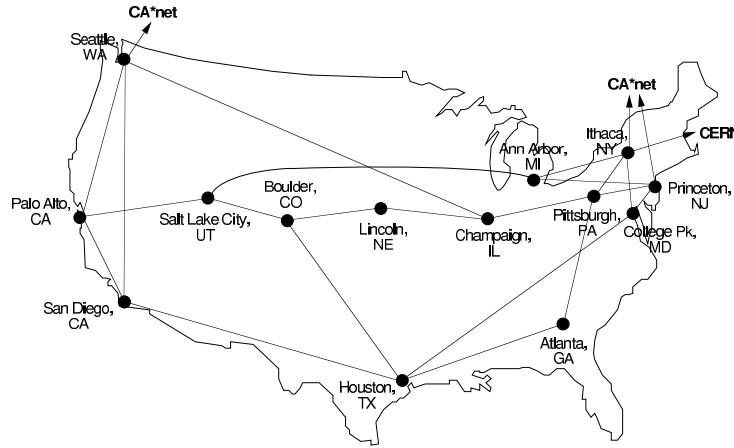 CA*net
Seattle,
WA
CA*net
Ithaca,
NY
CERN
Ann Arbor,
MI
Boulder,
CO
Princeton,
NJ
Palo Alto,
CA
Salt Lake City,
UT
Lincoln,
NE
Champaign,
IL
Pittsburgh,
PA
College Pk,
MD
San Diego,
CA
Atlanta,
GA
Houston,
TX